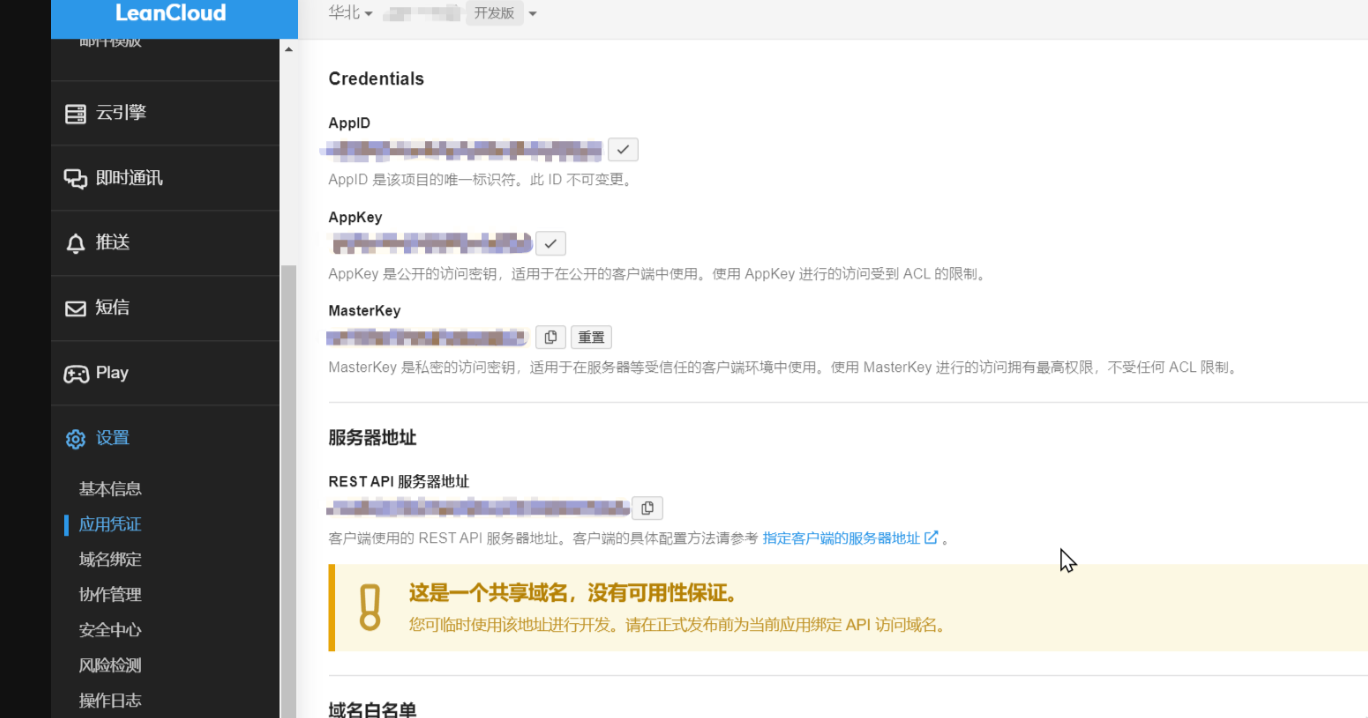 LeanCloud
华北
开发版
邮件模版
云引擎
即时通讯
推送
短信
Play
设置
基本信息
应用凭证
域名绑定
协作管理
安全中心
风险检测
操作日志
Credentials
AppID
AppID 是该项目的唯一标识符。此 ID 不可变更。
AppKey
AppKey 是公开的访问密钥，适用于在公开的客户端中使用。使用 AppKey 进行的访问受到 ACL 的限制。
MasterKey
重置
MasterKey 是私密的访问密钥，适用于在服务器等受信任的客户端环境中使用。使用 MasterKey 进行的访问拥有最高权限，不受任何 ACL 限制。
服务器地址
REST API 服务器地址
客户端使用的 REST API 服务器地址。客户端的具体配置方法请参考 指定客户端的服务器地址 。
这是一个共享域名，没有可用性保证。
您可临时使用该地址进行开发。请在正式发布前为当前应用绑定 API 访问域名。
域名白名单